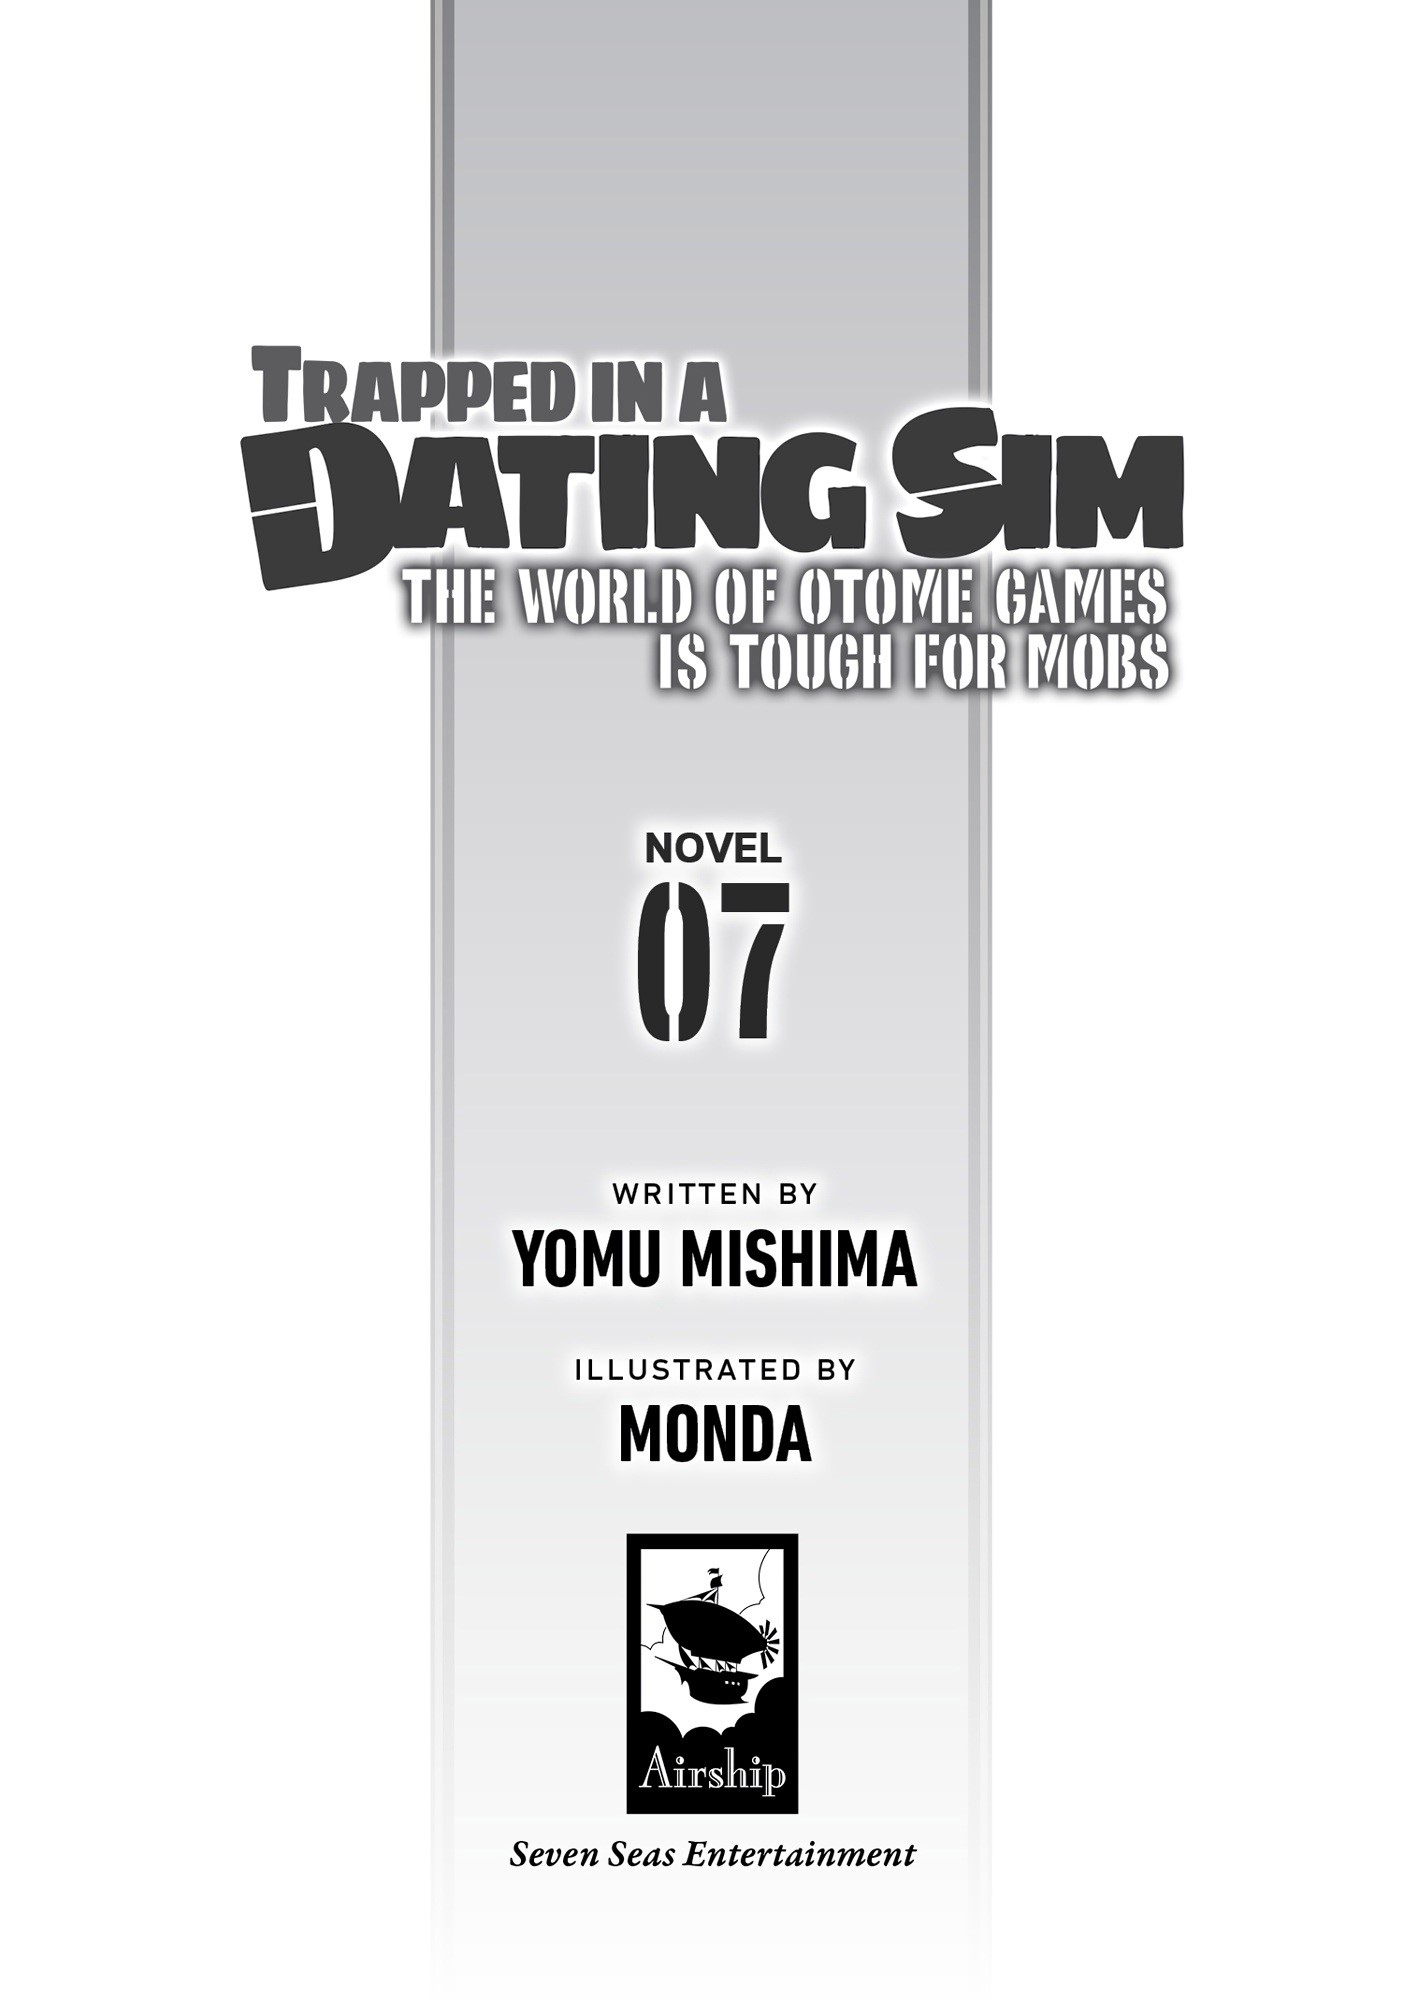 TRAPPED IN A
DATING SIM
THE WORLD OF OTOME GAMES
IS TOUGH FOR MOBS
NOVEL
07
WRITTEN BY
YOMU MISHIMA
ILLUSTRATED BY
MONDA
Airship
Seven Seas Entertainment